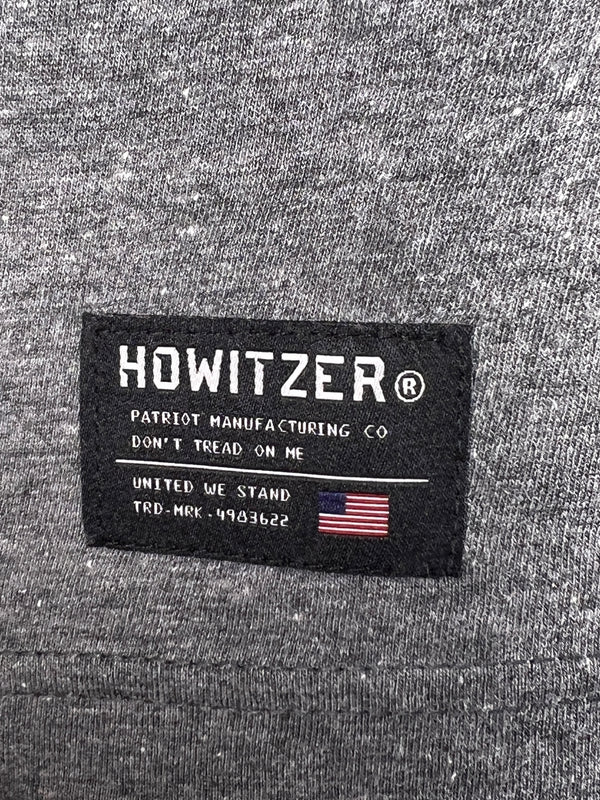 HOWITZER®
PATRIOT MANUFACTURING CO
DON'T TREAD ON ME
UNITED WE STAND
TRD-MRK-4983622